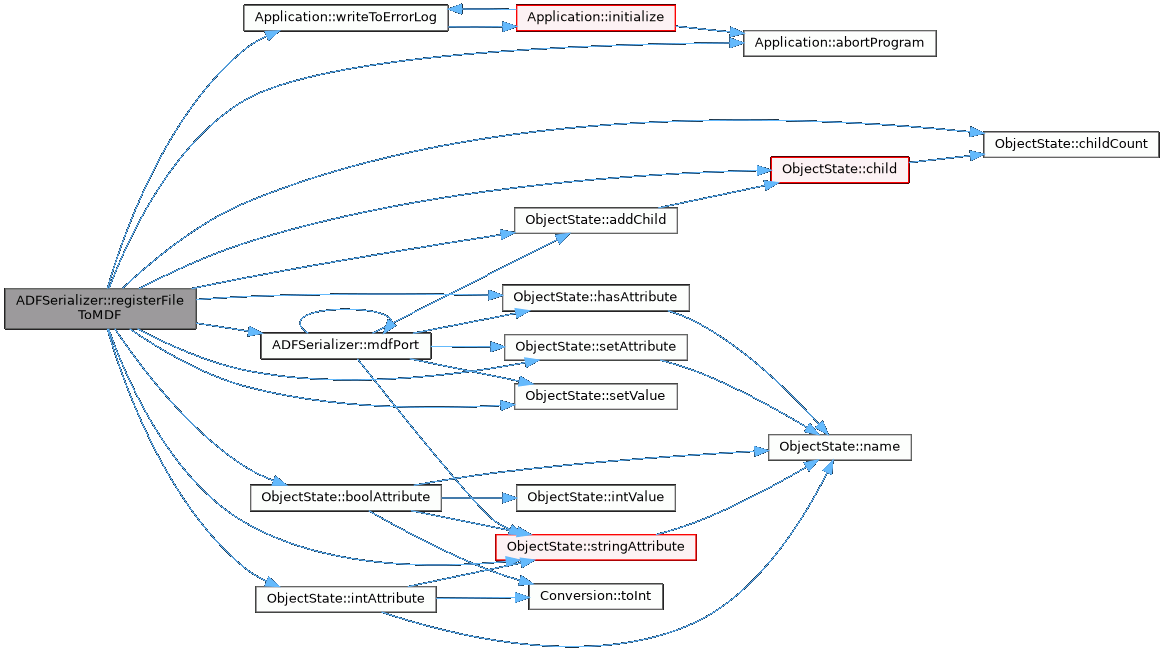 Application::writeToErrorLog
Application::initialize
Application::abortProgram
ObjectState::childCount
ObjectState::child
ObjectState::addChild
ADFSerializer::registerFile
ToMDF
ObjectState::hasAttribute
ADFSerializer::mdfPort
ObjectState::setAttribute
ObjectState::setValue
ObjectState::name
ObjectState::boolAttribute
ObjectState::intValue
ObjectState::stringAttribute
ObjectState::intAttribute
Conversion::toInt